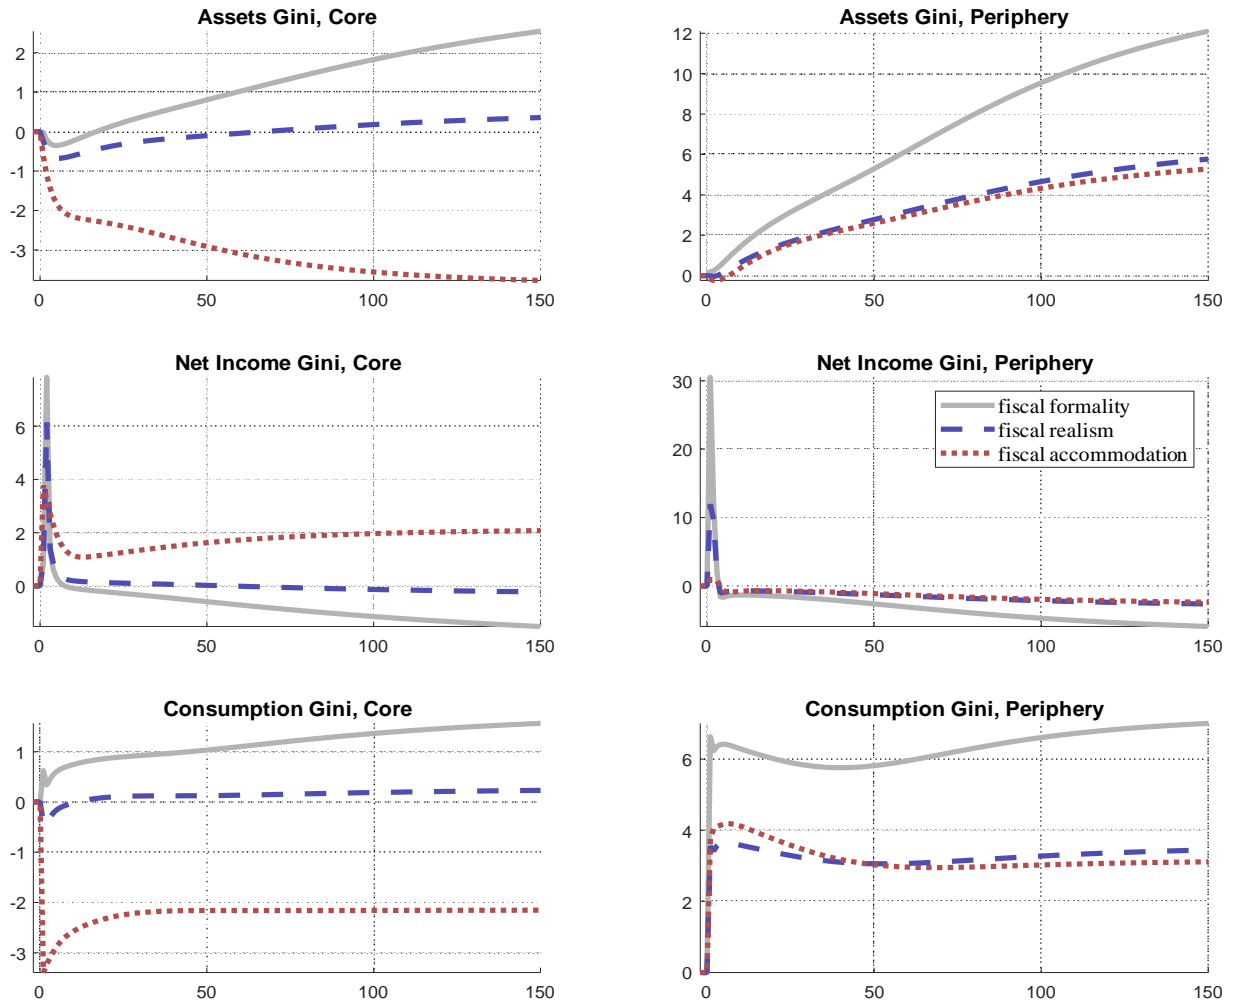 Assets Gini, Core
2
1
0
-1
-2
-3
0 50 100 150
Assets Gini, Periphery
12
10
8
6
4
2
0
0 50 100 150
Net Income Gini, Core
6
4
2
0
0 50 100 150
Net Income Gini, Periphery
30
20
10
0
fiscal formality
fiscal realism
fiscal accommodation
0 50 100 150
Consumption Gini, Core
1
0
-1
-2
-3
0 50 100 150
Consumption Gini, Periphery
6
4
2
0
0 50 100 150